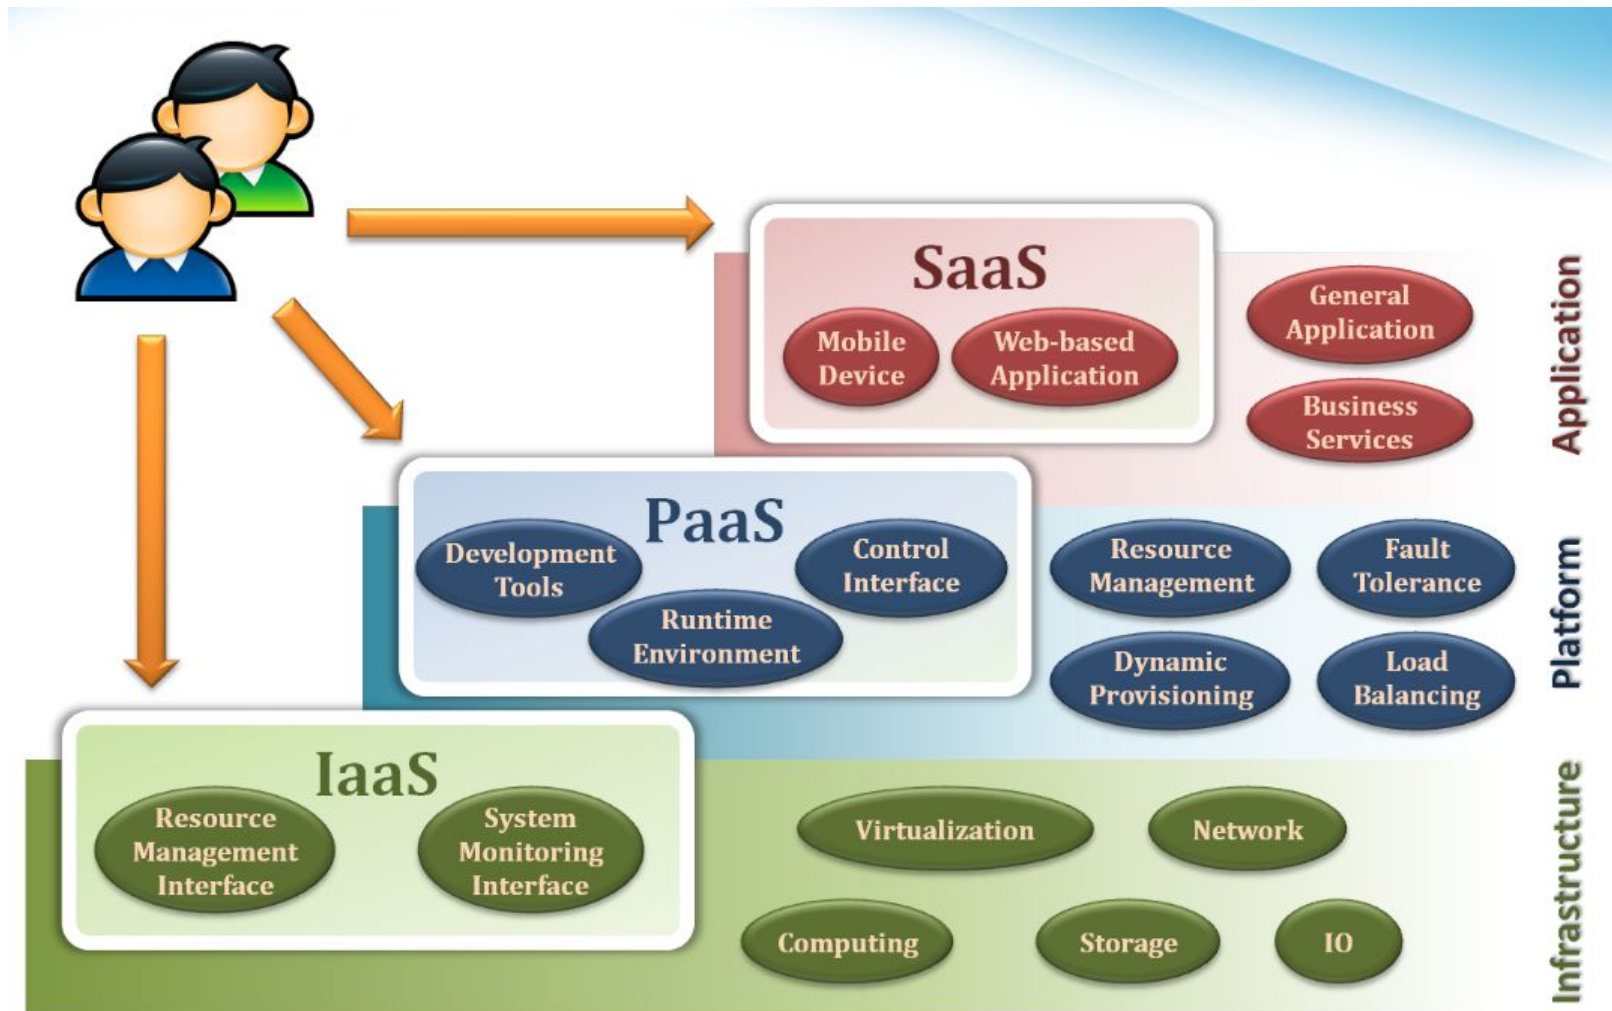 SaaS
Mobile
Device
Web-based
Application
General
Application
Business
Services
Application
PaaS
Development
Tools
Runtime
Environment
Control
Interface
Resource
Management
Fault
Tolerance
Dynamic
Provisioning
Load
Balancing
Platform
IaaS
Resource
Management
Interface
System
Monitoring
Interface
Virtualization
Network
Computing
Storage
IO
Infrastructure